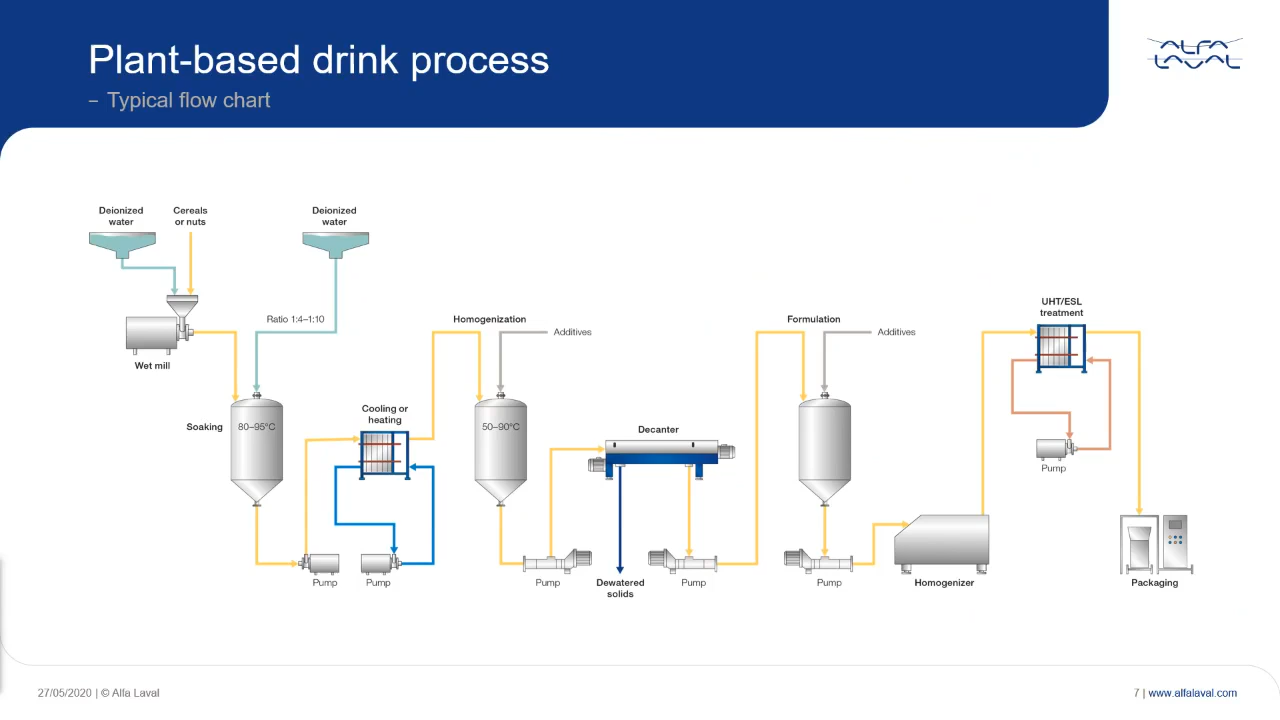 Plant-based drink process
– Typical flow chart
ALFA
LAVAL
Deionized
water
Cereals
or nuts
Deionized
water
Ratio 1:4–1:10
Wet mill
Soaking
80–95°C
Cooling or
heating
Pump
Pump
Homogenization
Additives
50–90°C
Pump
Decanter
Dewatered
solids
Pump
Formulation
Additives
Pump
Homogenizer
UHT/ESL
treatment
Pump
Packaging
27/05/2020 | © Alfa Laval
7 | www.alfalaval.com